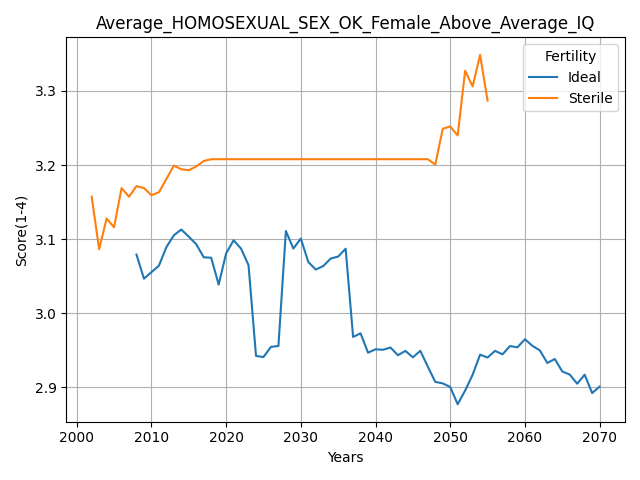 Average_HOMOSEXUAL_SEX_OK_Female_Above_Average_IQ
Fertility
Ideal
Sterile
Score(1-4)
3.3
3.2
3.1
3.0
2.9
2000
2010
2020
2030
2040
2050
2060
2070
Years